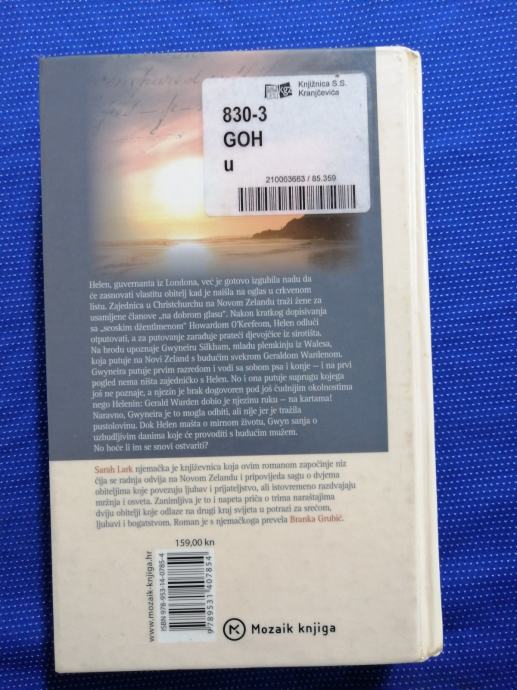 Knjižnica S.S.
Kranjčevića
830-3
GOH
u
210063663 / 85.359
Helen, guvernanta iz Londona, već je gotovo izgubila nadu da
će zasnovati vlastitu obitelj kad je naišla na oglas u crkvenom
listu. Zajednica u Christchurchu na Novom Zelandu traži žene za
usamljene članove „na dobrom glasu“. Nakon kratkog dopisivanja
sa „seoskim džentlmenom“ Howardom O'Keefom, Helen odluči
otputovati, a za putovanje zarađuje prateći djevojčice iz sirotišta.
Na brodu upoznaje Gwyneiru Silkham, mladu plemkinju iz Walesa,
koja putuje na Novi Zeland s budućim svekrom Geraldom Wardenom.
Gwyneira putuje prvim razredom i vodi sa sobom psa i konje – i na prvi
pogled nema ništa zajedničko s Helen. No i ona putuje suprugu kojega
još ne poznaje, a njezin je brak dogovoren pod još čudnijim okolnostima
nego Helenin: Gerald Warden dobio je njezinu ruku — na kartama!
Naravno, Gwyneira je to mogla odbiti, ali nije jer je tražila
pustolovinu. Dok Helen mašta o mirnom životu, Gwyn sanja o
uzbudljivim danima koje će provoditi s budućim mužem.
No hoće li im se snovi ostvariti?
Sarah Lark njemačka je književnica koja ovim romanom započinje niz
čija se radnja odvija na Novom Zelandu i pripovijeda sagu o dvjema
obiteljima koje povezuju ljubav i prijateljstvo, ali istovremeno razdvajaju
mržnja i osveta. Zanimljiva je to i napeta priča o trima naraštajima
dviju obitelji koje odlaze na drugi kraj svijeta u potrazi za srećom,
ljubavi i bogatstvom. Roman je s njemačkoga prevela Branka Grubić.
159,00 kn
www.mozaik-knjiga.hr
ISBN 978-953-14-0785-4
9789531407854
Mozaik knjiga